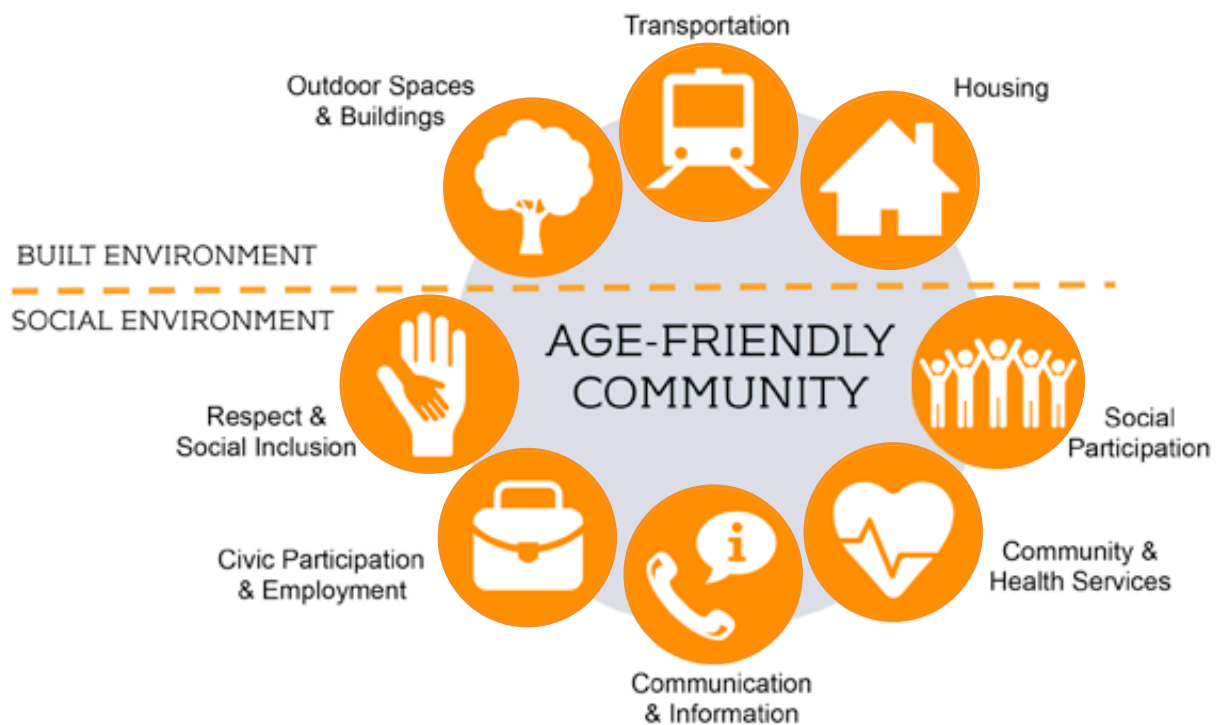 Transportation
Outdoor Spaces
& Buildings
Housing
BUILT ENVIRONMENT
SOCIAL ENVIRONMENT
AGE-FRIENDLY
COMMUNITY
Respect &
Social Inclusion
Social
Participation
Civic Participation
& Employment
i
Community &
Health Services
Communication
& Information